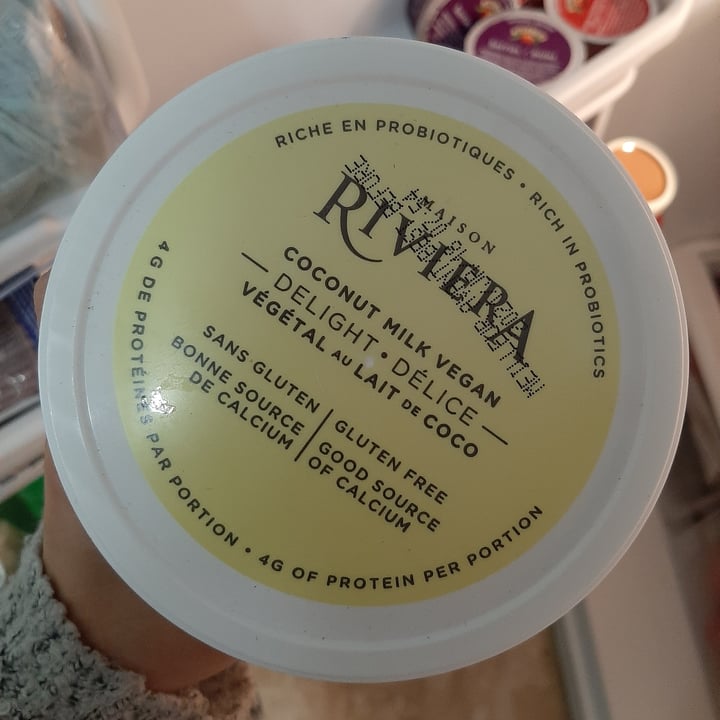 RICHE EN PROBIOTIQUES • RICH IN PROBIOTICS
MAISON
RIVIERA
COCONUT MILK VEGAN
— DELIGHT • DÉLICE —
VÉGÉTAL AU LAIT DE COCO
SANS GLUTEN
BONNE SOURCE
DE CALCIUM
GLUTEN FREE
GOOD SOURCE
OF CALCIUM
4G DE PROTÉINES PAR PORTION • 4G OF PROTEIN PER PORTION